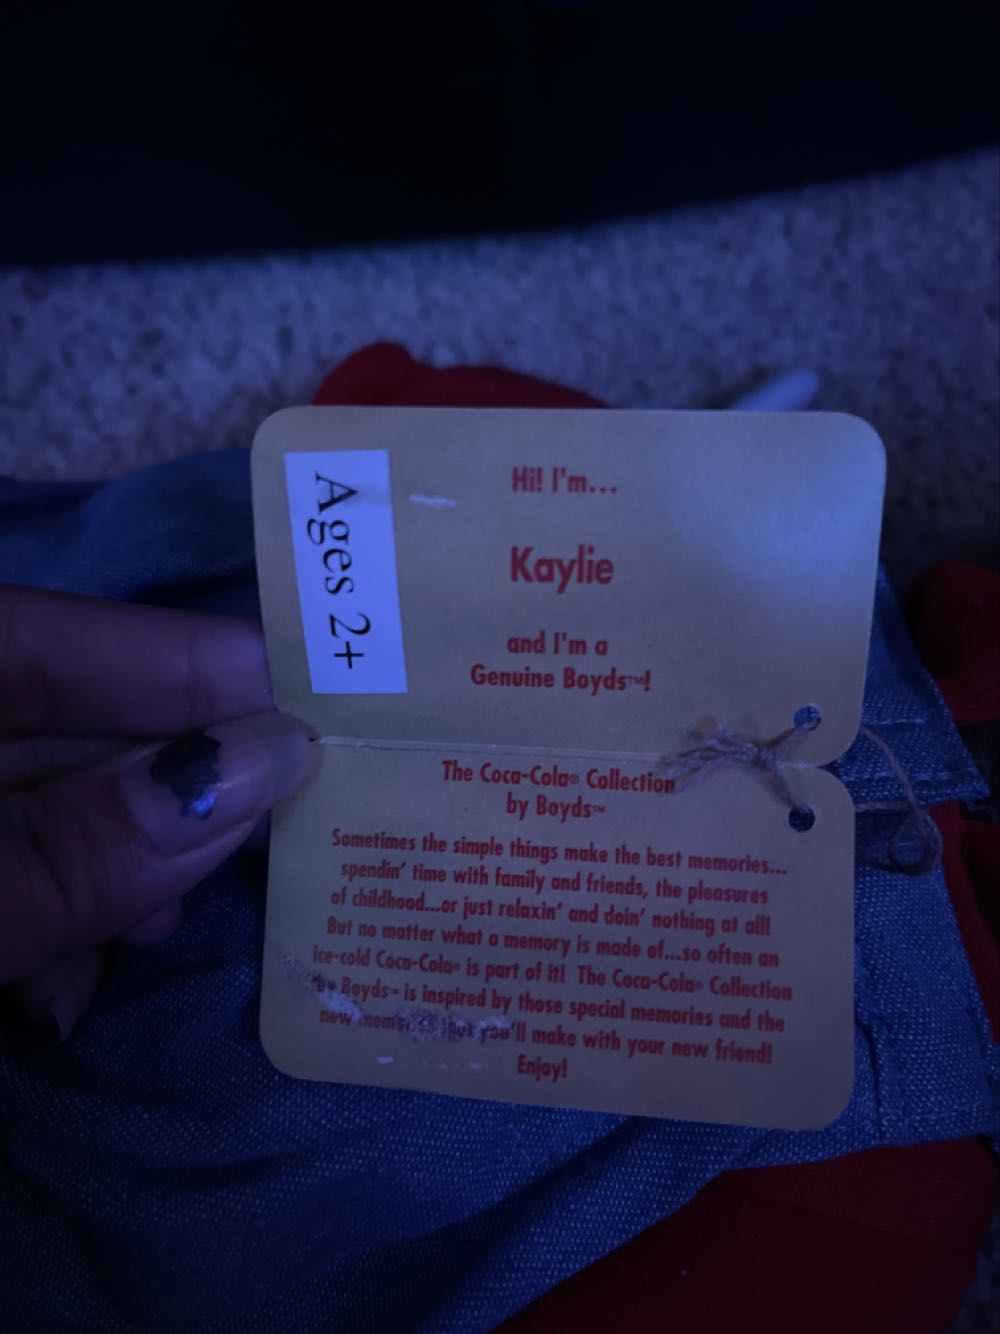 Ages 2+
Hi! I'm...
Kaylie
and I'm a
Genuine Boyds™!
The Coca-Cola® Collection
by Boyds™
Sometimes the simple things make the best memories...
spendin' time with family and friends, the pleasures
of childhood...or just relaxin' and doin' nothing at all!
But no matter what a memory is made of...so often an
ice-cold Coca-Cola® is part of it! The Coca-Cola® Collection
by Boyds™ is inspired by those special memories and the
new memories that you'll make with your new friend!
Enjoy!